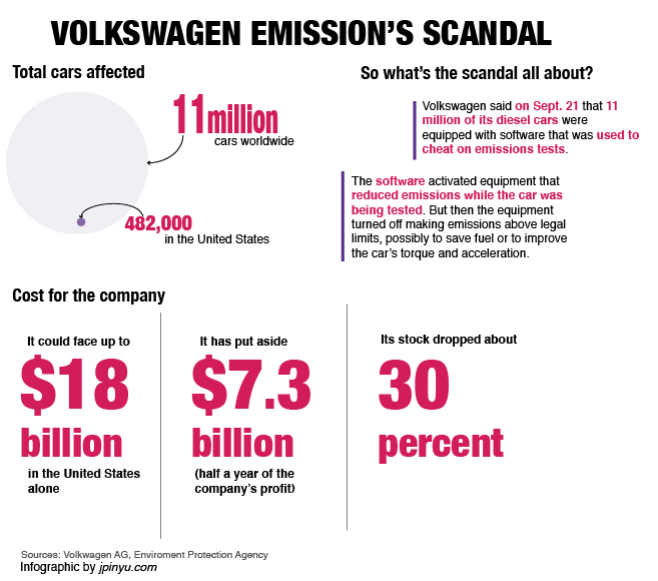 VOLKSWAGEN EMISSION'S SCANDAL
Total cars affected
11 million
cars worldwide
482,000
in the United States
So what's the scandal all about?
Volkswagen said on Sept. 21 that 11
million of its diesel cars were
equipped with software that was used to
cheat on emissions tests.
The software activated equipment that
reduced emissions while the car was
being tested. But then the equipment
turned off making emissions above legal
limits, possibly to save fuel or to improve
the car's torque and acceleration.
Cost for the company
It could face up to
$18
billion
in the United States
alone
It has put aside
$7.3
billion
(half a year of the
company's profit)
Its stock dropped about
30
percent
Sources: Volkwagen AG, Enviroment Protection Agency
Infographic by jpinyu.com